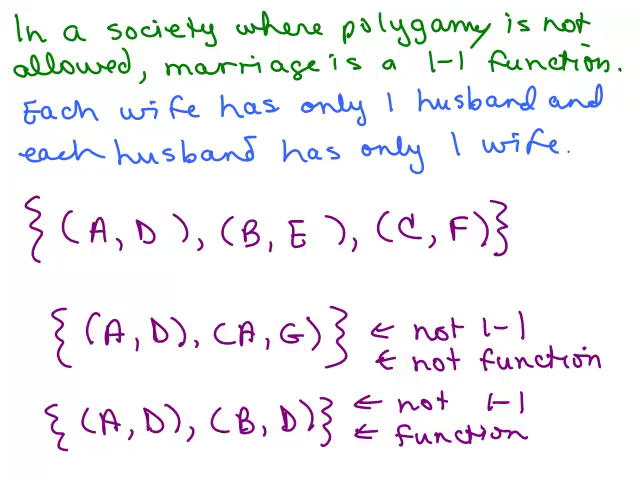 In a society where polygamy is not
allowed, marriage is a 1-1 function.
Each wife has only 1 husband and
each husband has only 1 wife.
{(A, D), (B, E), (C, F)}
{(A, D), (A, G)} ← not 1-1
← not function
{(A, D), (B, D)} ← not 1-1
← function